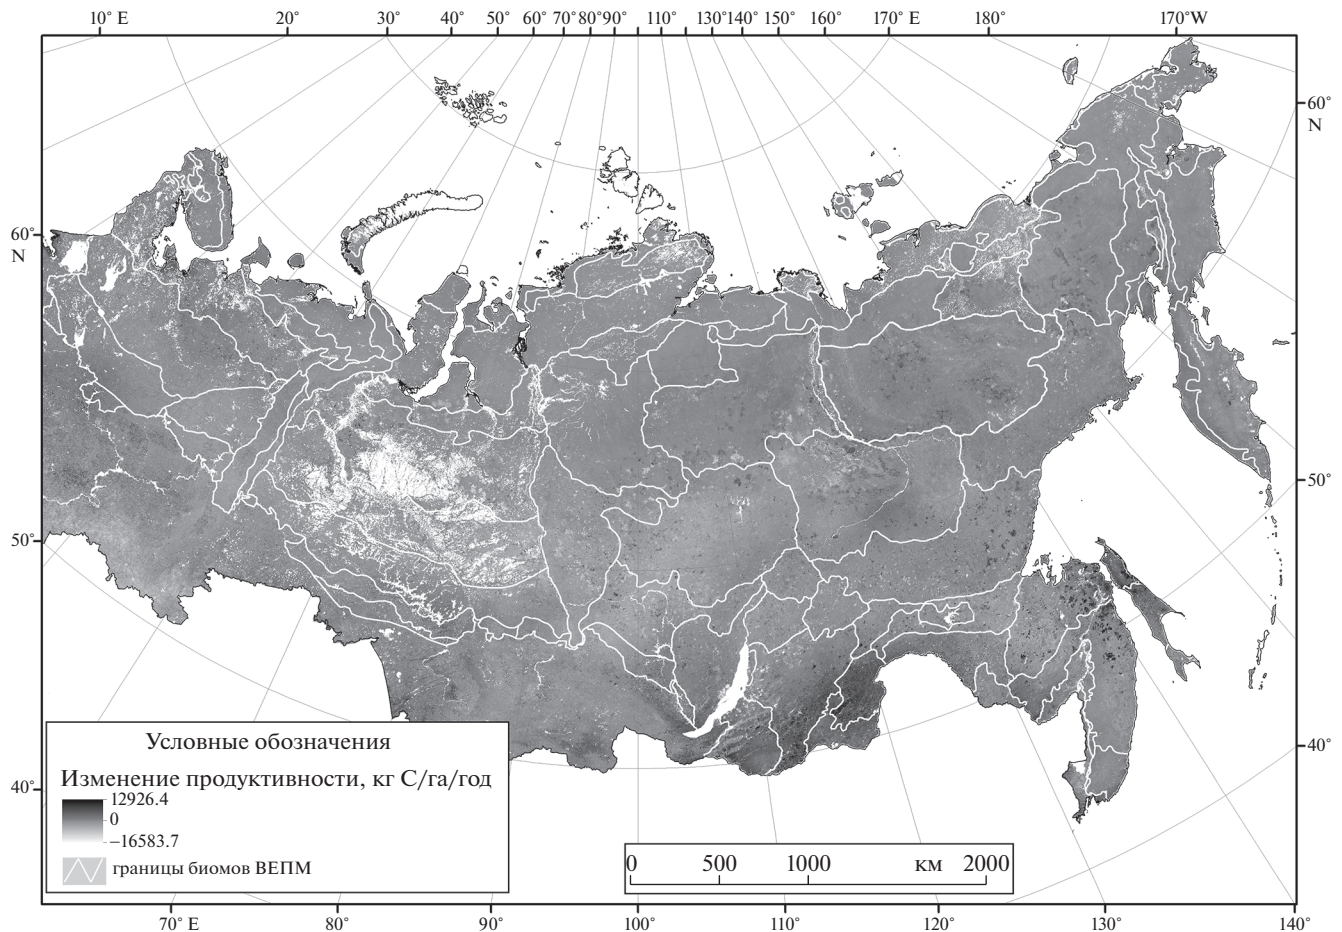 10° E 20° 30° 40° 50° 60° 70° 80° 90° 110° 130° 140° 150° 160° 170° E 180° 170°W
60°
N
60°
N
50°
50°
40°
40°
Условные обозначения
Изменение продуктивности, кг С/га/год
12926.4
0
−16583.7
границы биомов ВЕПМ
0 500 1000 км 2000
70° E 80° 90° 100° 110° 120° 130° 140°